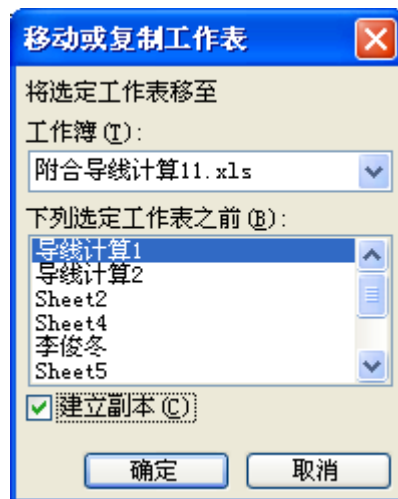 移动或复制工作表
将选定工作表移至
工作簿(T):
附合导线计算11.xls
下列选定工作表之前(B):
导线计算1
导线计算2
Sheet2
Sheet4
李俊冬
Sheet5
建立副本(C)
确定 取消